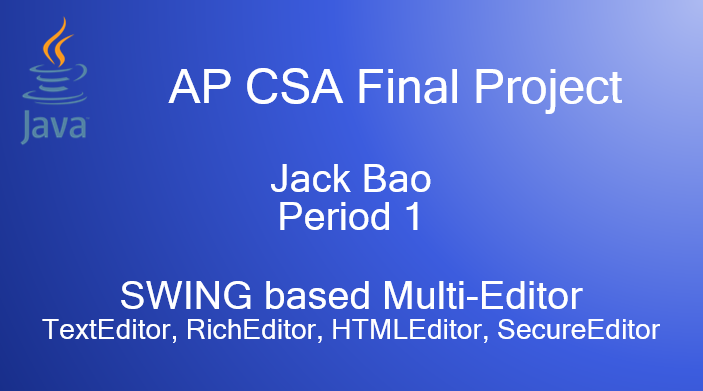 Java
AP CSA Final Project
Jack Bao
Period 1
SWING based Multi-Editor
TextEditor, RichEditor, HTMLEditor, SecureEditor